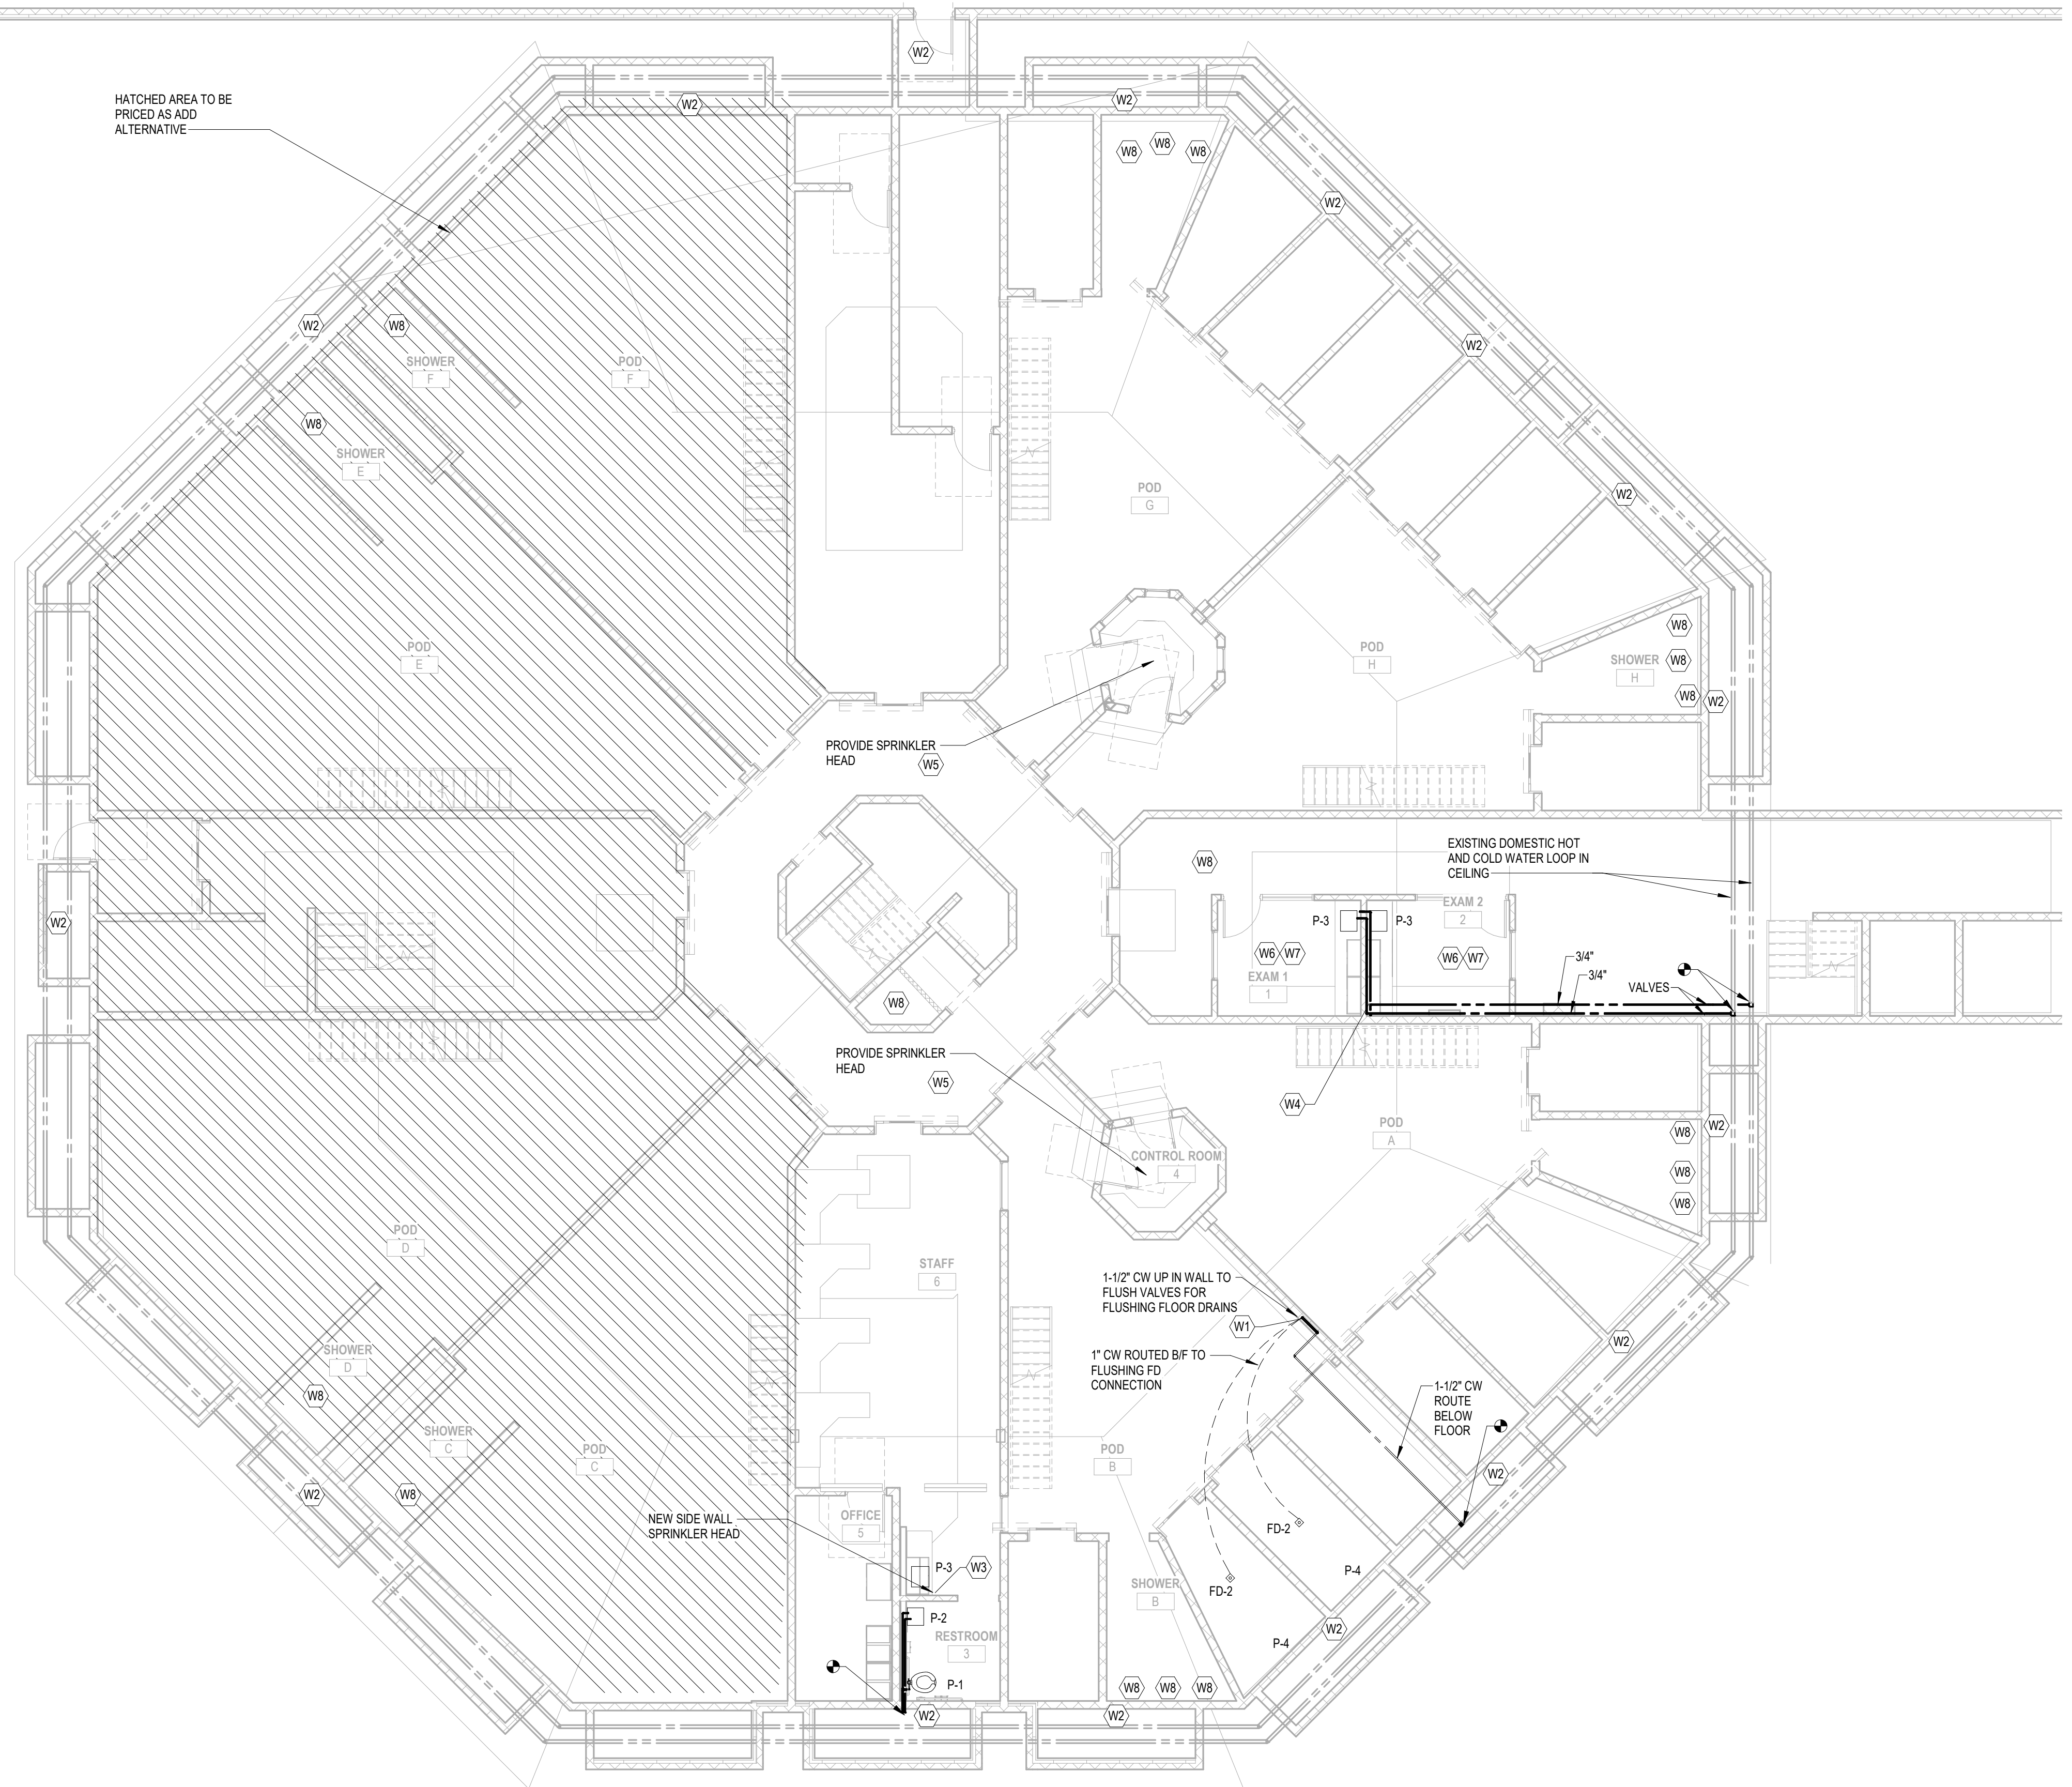 W2
HATCHED AREA TO BE
PRICED AS ADD
ALTERNATIVE
W2
W2
W8
W8
W8
W2
W2
W8
SHOWER
F
POD
F
W2
W8
SHOWER
E
W2
POD
G
POD
E
W8
W8
W8
SHOWER
H
POD
H
W2
PROVIDE SPRINKLER
HEAD
W5
EXISTING DOMESTIC HOT
AND COLD WATER LOOP IN
CEILING
W8
W2
P-3
P-3
EXAM 2
2
W6
W7
EXAM 1
1
W6
W7
3/4"
3/4"
VALVES
W8
PROVIDE SPRINKLER
HEAD
W5
W4
POD
A
W8
W8
W8
W2
CONTROL ROOM
4
POD
D
STAFF
6
1-1/2" CW UP IN WALL TO
FLUSH VALVES FOR
FLUSHING FLOOR DRAINS
W1
W2
1" CW ROUTED B/F TO
FLUSHING FD
CONNECTION
1-1/2" CW
ROUTE
BELOW
FLOOR
SHOWER
D
W8
SHOWER
C
POD
C
POD
B
W2
W2
W8
NEW SIDE WALL
SPRINKLER HEAD
OFFICE
5
P-3
W3
FD-2
FD-2
P-4
SHOWER
B
P-2
RESTROOM
3
P-4
W2
P-1
W8
W8
W8
W2
W2